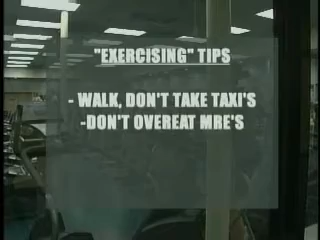 "EXERCISING" TIPS
- WALK, DON'T TAKE TAXI'S
-DON'T OVEREAT MRE'S